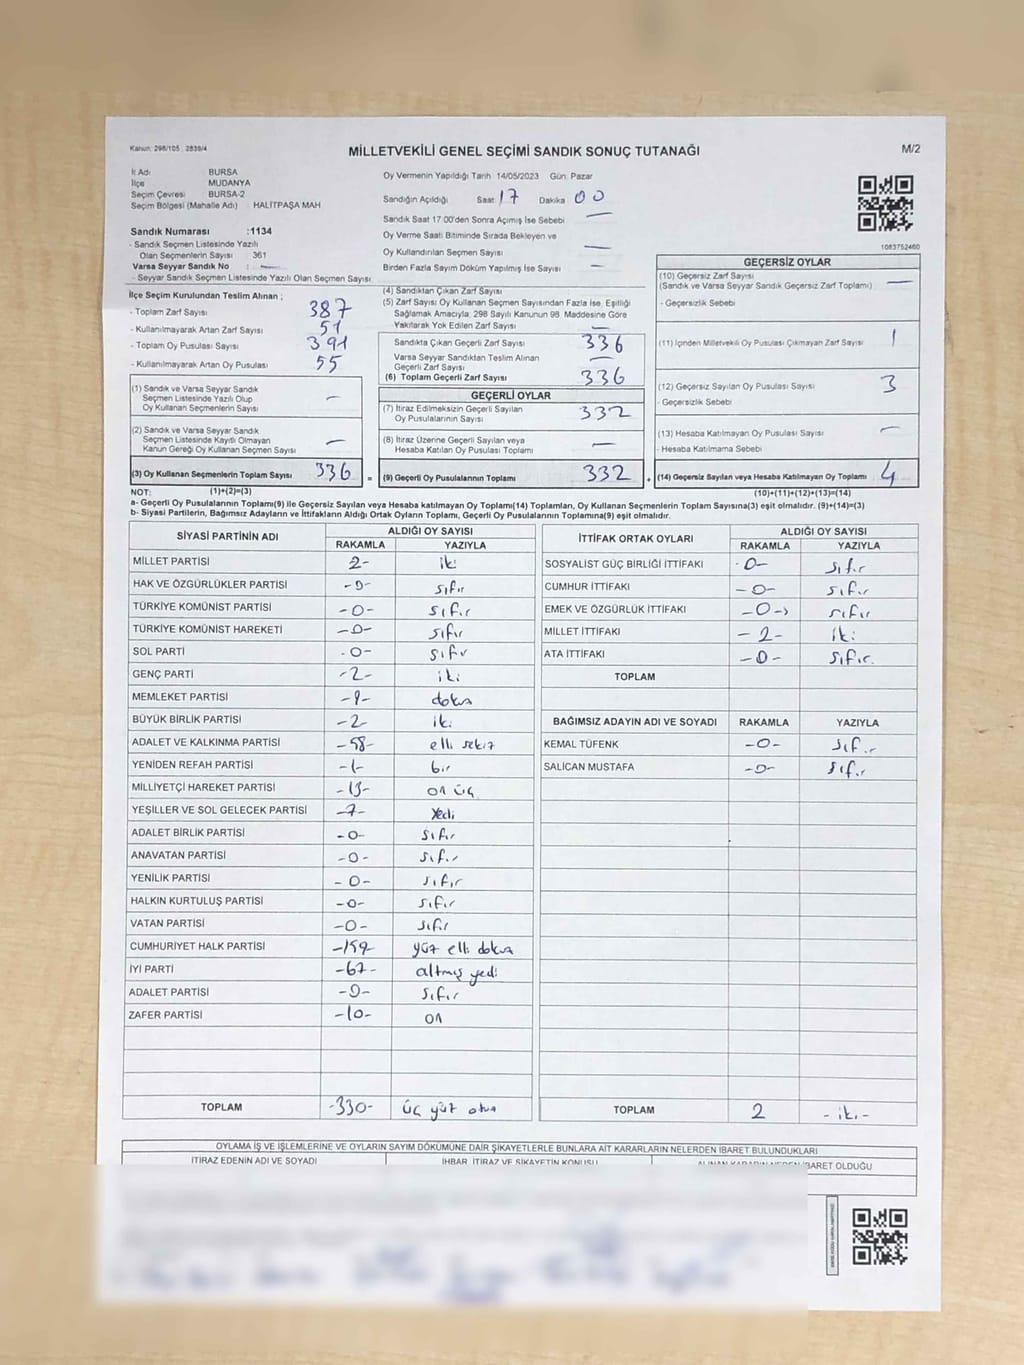 Kanun: 298/105 , 2839/4
MİLLETVEKİLİ GENEL SEÇİMİ SANDIK SONUÇ TUTANAĞI
M/2
İl Adı BURSA
İlçe MUDANYA
Seçim Çevresi BURSA-2
Seçim Bölgesi (Mahalle Adı) : HALİTPAŞA MAH
Sandık Numarası :1134
- Sandık Seçmen Listesinde Yazılı
Olan Seçmenlerin Sayısı 361
Varsa Seyyar Sandık No : —
- Seyyar Sandık Seçmen Listesinde Yazılı Olan Seçmen Sayısı
Oy Vermenin Yapıldığı Tarih 14/05/2023 Gün: Pazar
Sandığın Açıldığı Saat 17 Dakika 00
Sandık Saat 17:00'den Sonra Açımış İse Sebebi —
Oy Verme Saati Bitiminde Sırada Bekleyen ve
Oy Kullandırılan Seçmen Sayısı —
Birden Fazla Sayım Döküm Yapılmış İse Sayısı —
1083752460
İlçe Seçim Kurulundan Teslim Alınan ;
- Toplam Zarf Sayısı 387
- Kullanılmayarak Artan Zarf Sayısı 51
- Toplam Oy Pusulası Sayısı 391
- Kullanılmayarak Artan Oy Pusulası 55
(1) Sandık ve Varsa Seyyar Sandık
Seçmen Listesinde Yazılı Olup
Oy Kullanan Seçmenlerin Sayısı —
(2) Sandık ve Varsa Seyyar Sandık
Seçmen Listesinde Kayıtlı Olmayan
Kanun Gereği Oy Kullanan Seçmen Sayısı —
(3) Oy Kullanan Seçmenlerin Toplam Sayısı 336 =
(4) Sandıktan Çıkan Zarf Sayısı
(5) Zarf Sayısı Oy Kullanan Seçmen Sayısından Fazla İse, Eşitliği
Sağlamak Amacıyla; 298 Sayılı Kanunun 98. Maddesine Göre
Yakılarak Yok Edilen Zarf Sayısı —
Sandıkta Çıkan Geçerli Zarf Sayısı 336
Varsa Seyyar Sandıktan Teslim Alınan
Geçerli Zarf Sayısı —
(6) Toplam Geçerli Zarf Sayısı 336
GEÇERLİ OYLAR
(7) İtiraz Edilmeksizin Geçerli Sayılan
Oy Pusulalarının Sayısı 332
(8) İtiraz Üzerine Geçerli Sayılan veya
Hesaba Katılan Oy Pusulası Toplamı —
(9) Geçerli Oy Pusulalarının Toplamı 332 +
GEÇERSİZ OYLAR
(10) Geçersiz Zarf Sayısı
(Sandık ve Varsa Seyyar Sandık Geçersiz Zarf Toplamı) —
- Geçersizlik Sebebi
(11) İçinden Milletvekili Oy Pusulası Çıkmayan Zarf Sayısı 1
(12) Geçersiz Sayılan Oy Pusulası Sayısı 3
- Geçersizlik Sebebi
(13) Hesaba Katılmayan Oy Pusulası Sayısı —
- Hesaba Katılmama Sebebi
(14) Geçersiz Sayılan veya Hesaba Katılmayan Oy Toplamı 4
NOT: (1)+(2)=(3) (10)+(11)+(12)+(13)=(14)
a- Geçerli Oy Pusulalarının Toplamı(9) ile Geçersiz Sayılan veya Hesaba katılmayan Oy Toplamı(14) Toplamları, Oy Kullanan Seçmenlerin Toplam Sayısına(3) eşit olmalıdır. (9)+(14)=(3)
b- Siyasi Partilerin, Bağımsız Adayların ve İttifakların Aldığı Ortak Oyların Toplamı, Geçerli Oy Pusulalarının Toplamına(9) eşit olmalıdır.
SİYASİ PARTİNİN ADI ALDIĞI OY SAYISI
RAKAMLA YAZIYLA
MİLLET PARTİSİ 2- iki
HAK VE ÖZGÜRLÜKLER PARTİSİ -0- sıfır
TÜRKİYE KOMÜNİST PARTİSİ -0- sıfır
TÜRKİYE KOMÜNİST HAREKETİ -0- sıfır
SOL PARTİ -0- sıfır
GENÇ PARTİ -2- iki
MEMLEKET PARTİSİ -9- dokuz
BÜYÜK BİRLİK PARTİSİ -2 iki
ADALET VE KALKINMA PARTİSİ -58- elli sekiz
YENİDEN REFAH PARTİSİ -1- bir
MİLLİYETÇİ HAREKET PARTİSİ -13- on üç
YEŞİLLER VE SOL GELECEK PARTİSİ -7- Yedi
ADALET BİRLİK PARTİSİ -0- sıfır
ANAVATAN PARTİSİ -0- sıfır
YENİLİK PARTİSİ -0- sıfır
HALKIN KURTULUŞ PARTİSİ -0- sıfır
VATAN PARTİSİ -0- sıfır
CUMHURİYET HALK PARTİSİ -159- yüz elli dokuz
İYİ PARTİ -67- altmış yedi
ADALET PARTİSİ -0- sıfır
ZAFER PARTİSİ -10- on
TOPLAM -330- üç yüz otuz
İTTİFAK ORTAK OYLARI ALDIĞI OY SAYISI
RAKAMLA YAZIYLA
SOSYALİST GÜÇ BİRLİĞİ İTTİFAKI -0- sıfır
CUMHUR İTTİFAKI -0- sıfır
EMEK VE ÖZGÜRLÜK İTTİFAKI -0- sıfır
MİLLET İTTİFAKI -2- iki
ATA İTTİFAKI -0- sıfır.
TOPLAM
BAĞIMSIZ ADAYIN ADI VE SOYADI RAKAMLA YAZIYLA
KEMAL TÜFENK -0- sıfır
SALİCAN MUSTAFA -0- sıfır
TOPLAM 2 -iki-
OYLAMA İŞ VE İŞLEMLERİNE VE OYLARIN SAYIM DÖKÜMÜNE DAİR ŞİKAYETLERLE BUNLARA AİT KARARLARIN NELERDEN İBARET BULUNDUKLARI
İTİRAZ EDENİN ADI VE SOYADI İHBAR, İTİRAZ VE ŞİKAYETİN KONUSU ALINAN KARARIN NEDEN İBARET OLDUĞU